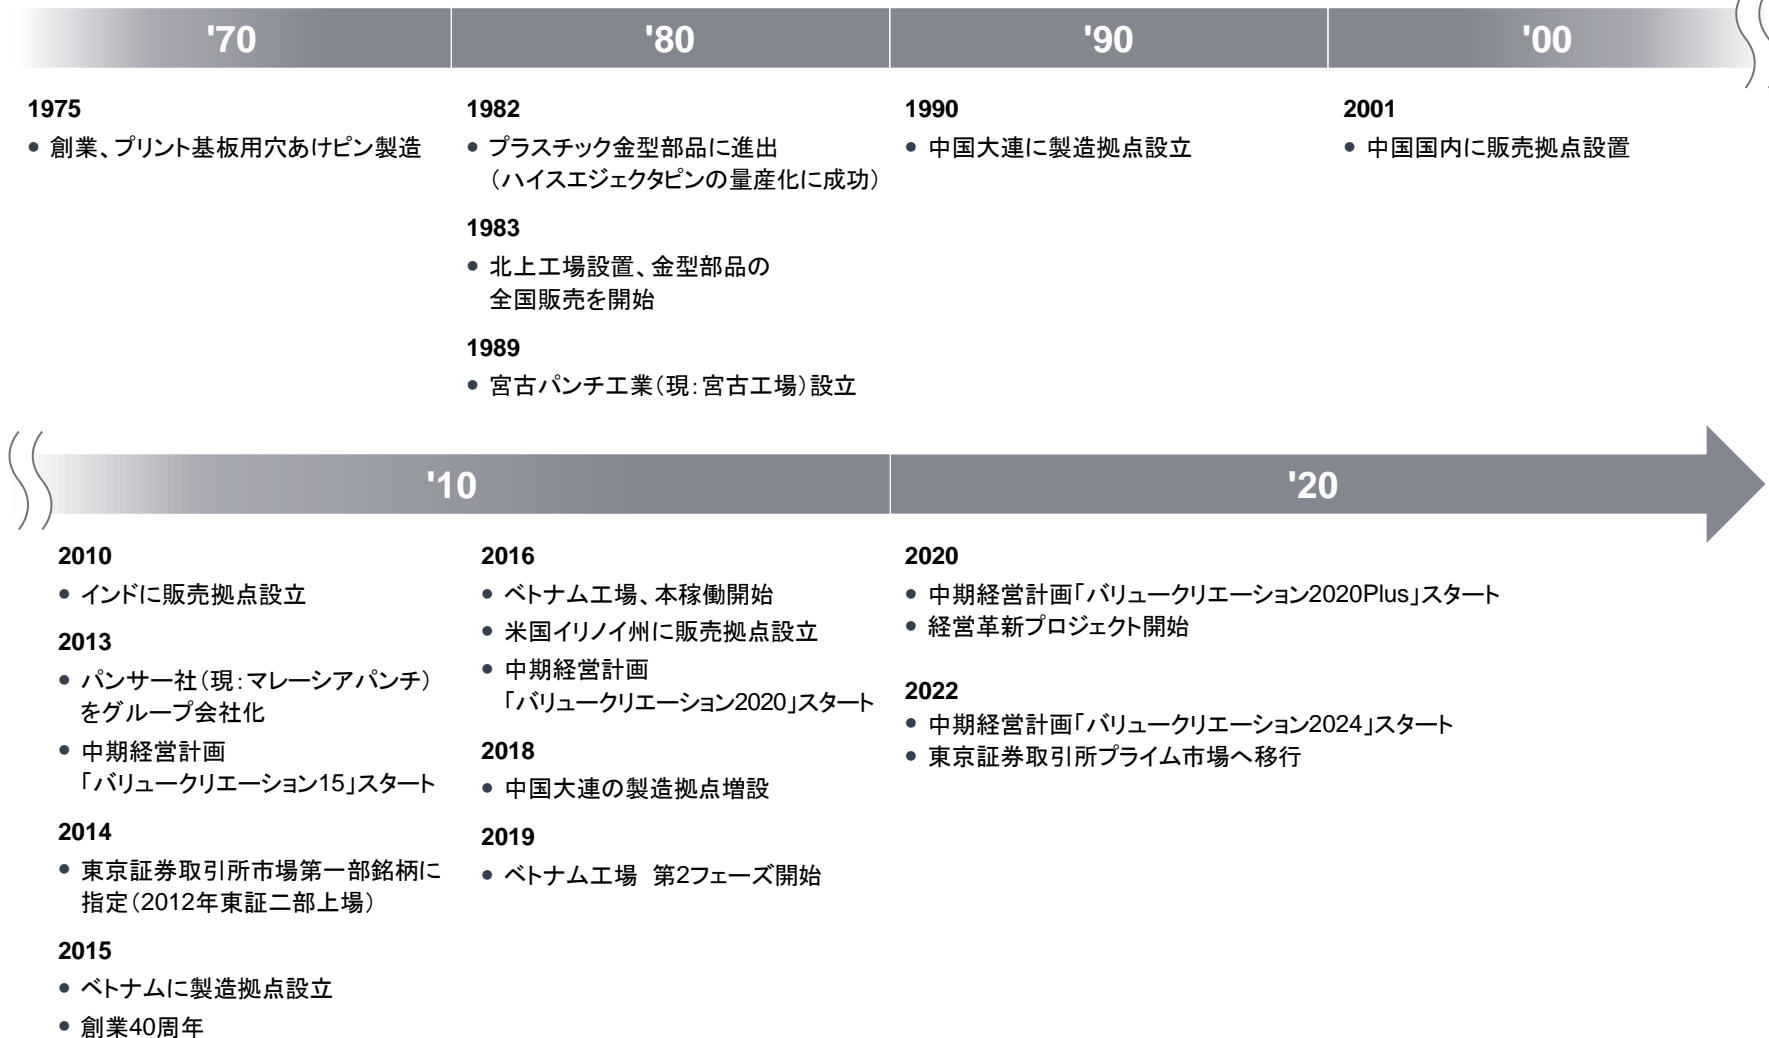 '70
'80
'90
'00
1975
● 創業、プリント基板用穴あけピン製造
1982
● プラスチック金型部品に進出
（ハイスエジェクタピンの量産化に成功）
1983
● 北上工場設置、金型部品の
全国販売を開始
1989
● 宮古パンチ工業（現：宮古工場）設立
1990
● 中国大連に製造拠点設立
2001
● 中国国内に販売拠点設置
'10
'20
2010
● インドに販売拠点設立
2013
● パンサー社（現：マレーシアパンチ）
をグループ会社化
● 中期経営計画
「バリュークリエーション15」スタート
2014
● 東京証券取引所市場第一部銘柄に
指定（2012年東証二部上場）
2015
● ベトナムに製造拠点設立
● 創業40周年
2016
● ベトナム工場、本稼働開始
● 米国イリノイ州に販売拠点設立
● 中期経営計画
「バリュークリエーション2020」スタート
2018
● 中国大連の製造拠点増設
2019
● ベトナム工場　第2フェーズ開始
2020
● 中期経営計画「バリュークリエーション2020Plus」スタート
● 経営革新プロジェクト開始
2022
● 中期経営計画「バリュークリエーション2024」スタート
● 東京証券取引所プライム市場へ移行